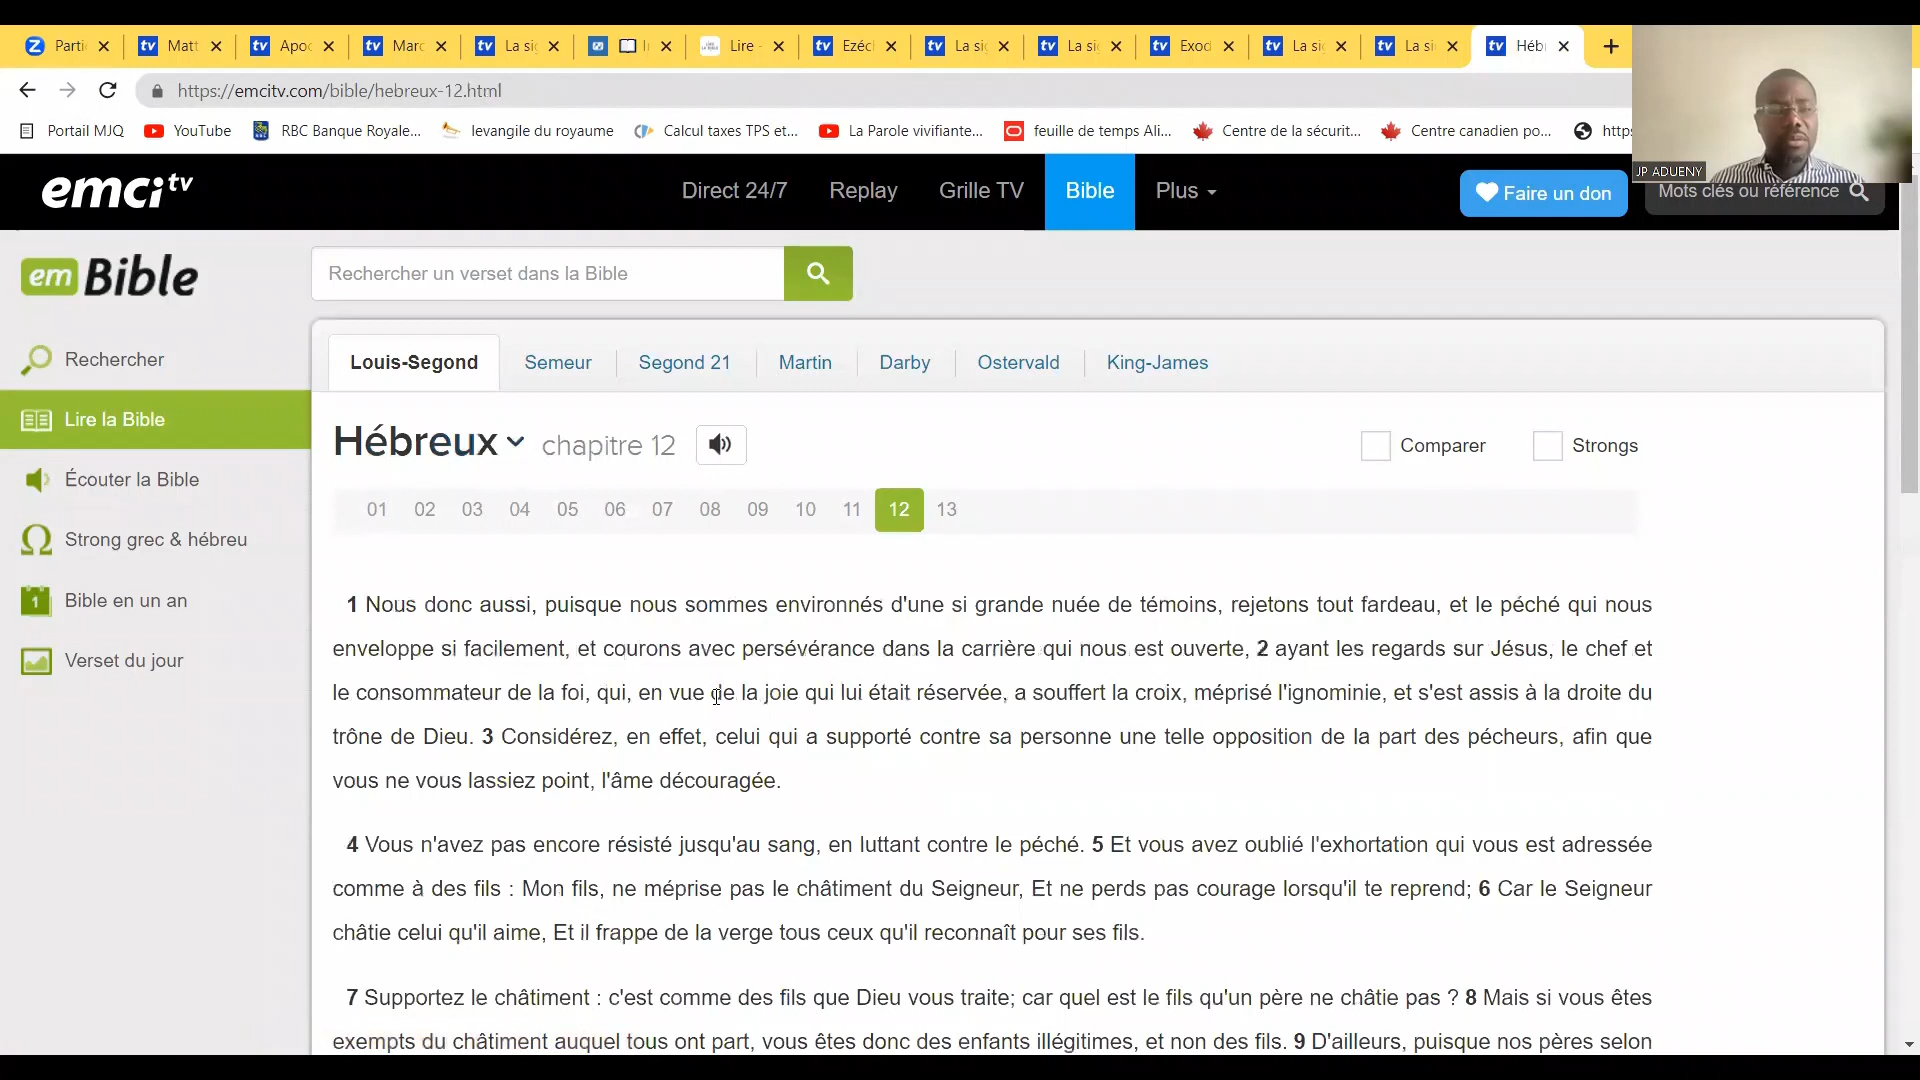 Parti
Matt
Apoc
Marc
La si
Lire -
Ezéc
La si
La si
Exod
La si
La si
Héb
https://emcitv.com/bible/hebreux-12.html
Portail MJQ
YouTube
RBC Banque Royale...
levangile du royaume
Calcul taxes TPS et...
La Parole vivifiante...
feuille de temps Ali...
Centre de la sécurit...
Centre canadien po...
https
JP ADUENY
emci tv
Direct 24/7
Replay
Grille TV
Bible
Plus
Faire un don
Mots clés ou référence
em Bible
Rechercher un verset dans la Bible
Rechercher
Lire la Bible
Écouter la Bible
Strong grec & hébreu
1
Bible en un an
Verset du jour
Louis-Segond
Semeur
Segond 21
Martin
Darby
Ostervald
King-James
Hébreux chapitre 12
Comparer
Strongs
01 02 03 04 05 06 07 08 09 10 11 12 13
1 Nous donc aussi, puisque nous sommes environnés d'une si grande nuée de témoins, rejetons tout fardeau, et le péché qui nous
enveloppe si facilement, et courons avec persévérance dans la carrière qui nous est ouverte, 2 ayant les regards sur Jésus, le chef et
le consommateur de la foi, qui, en vue de la joie qui lui était réservée, a souffert la croix, méprisé l'ignominie, et s'est assis à la droite du
trône de Dieu. 3 Considérez, en effet, celui qui a supporté contre sa personne une telle opposition de la part des pécheurs, afin que
vous ne vous lassiez point, l'âme découragée.
4 Vous n'avez pas encore résisté jusqu'au sang, en luttant contre le péché. 5 Et vous avez oublié l'exhortation qui vous est adressée
comme à des fils : Mon fils, ne méprise pas le châtiment du Seigneur, Et ne perds pas courage lorsqu'il te reprend; 6 Car le Seigneur
châtie celui qu'il aime, Et il frappe de la verge tous ceux qu'il reconnaît pour ses fils.
7 Supportez le châtiment : c'est comme des fils que Dieu vous traite; car quel est le fils qu'un père ne châtie pas ? 8 Mais si vous êtes
exempts du châtiment auquel tous ont part, vous êtes donc des enfants illégitimes, et non des fils. 9 D'ailleurs, puisque nos pères selon